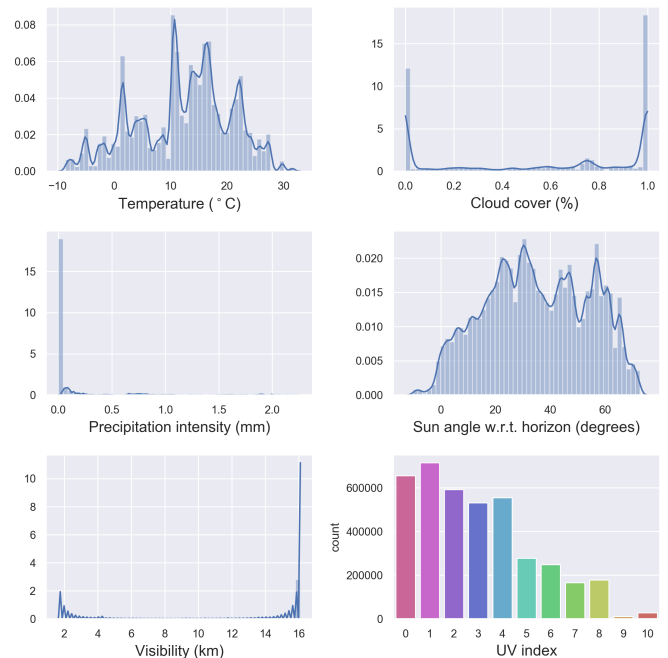 0.08
0.06
0.04
0.02
0.00
−10 0 10 20 30
Temperature (°C)
15
10
5
0
0.0 0.2 0.4 0.6 0.8 1.0
Cloud cover (%)
15
10
5
0
0.0 0.5 1.0 1.5 2.0
Precipitation intensity (mm)
0.020
0.015
0.010
0.005
0.000
0 20 40 60
Sun angle w.r.t. horizon (degrees)
10
8
6
4
2
0
2 4 6 8 10 12 14 16
Visibility (km)
count
600000
400000
200000
0
0 1 2 3 4 5 6 7 8 9 10
UV index